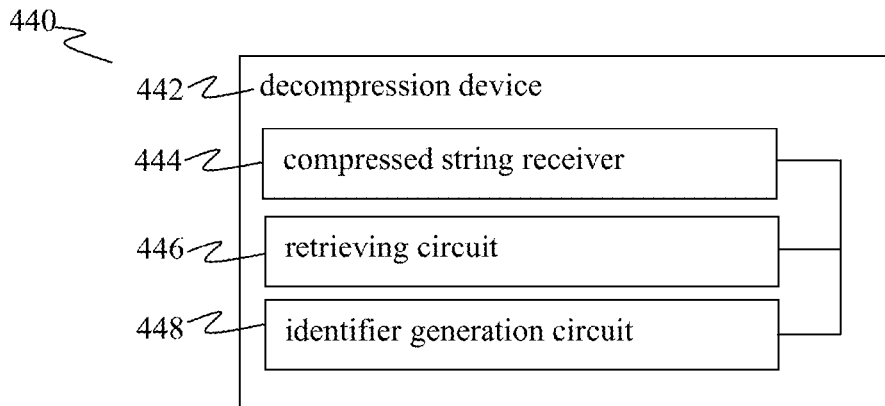 440
442 decompression device
444 compressed string receiver
446 retrieving circuit
448 identifier generation circuit